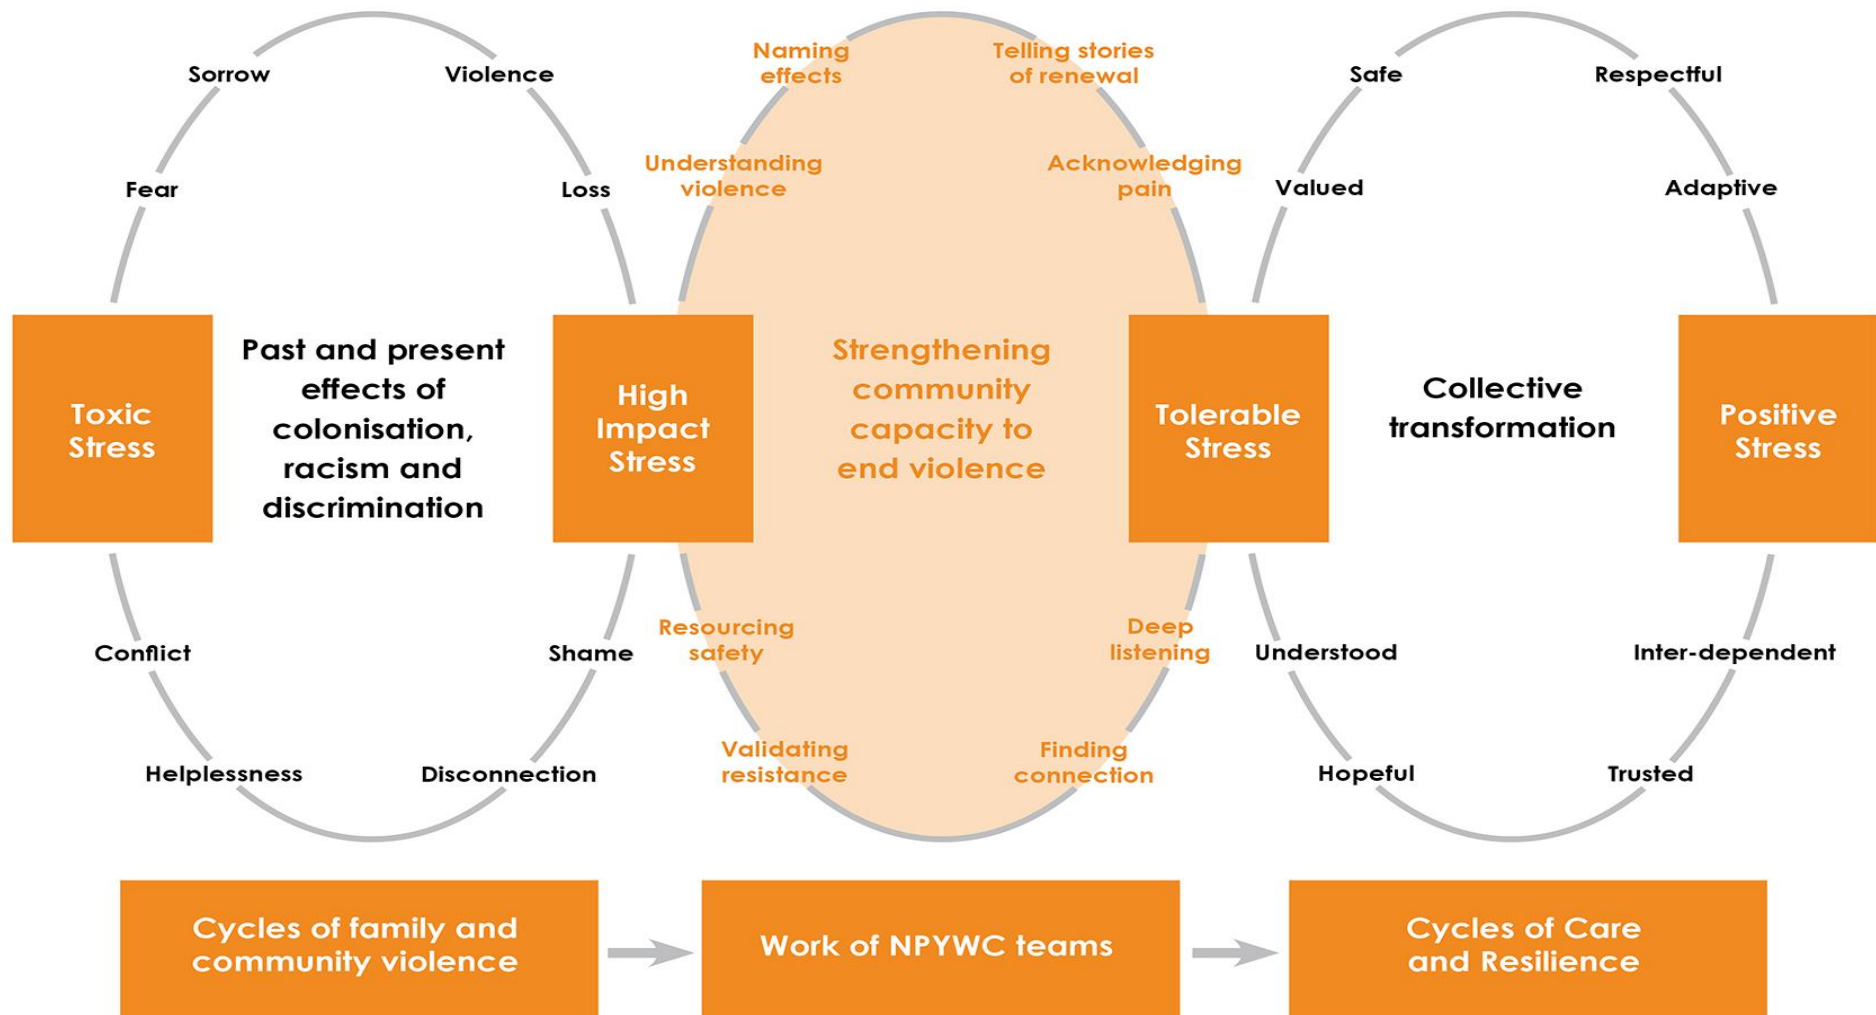 Sorrow
Violence
Fear
Loss
Toxic
Stress
Past and present
effects of
colonisation,
racism and
discrimination
High
Impact
Stress
Conflict
Shame
Helplessness
Disconnection
Naming
effects
Telling stories
of renewal
Understanding
violence
Acknowledging
pain
Strengthening
community
capacity to
end violence
Resourcing
safety
Deep
listening
Validating
resistance
Finding
connection
Safe
Respectful
Valued
Adaptive
Tolerable
Stress
Collective
transformation
Positive
Stress
Understood
Inter-dependent
Hopeful
Trusted
Cycles of family and
community violence
Work of NPYWC teams
Cycles of Care
and Resilience